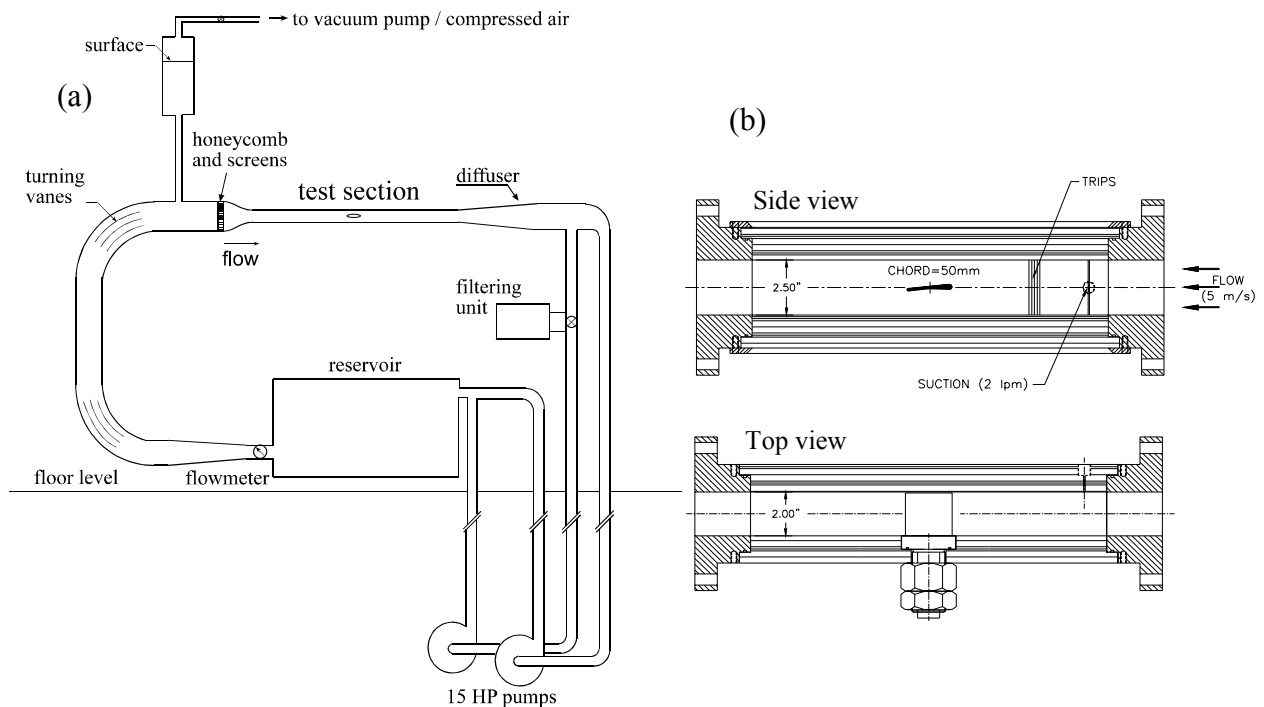 to vacuum pump / compressed air
surface
(a)
honeycomb
and screens
turning
vanes
test section
diffuser
flow
filtering
unit
reservoir
floor level
flowmeter
15 HP pumps
(b)
Side view
TRIPS
CHORD=50mm
2.50"
FLOW
(5 m/s)
SUCTION (2 lpm)
Top view
2.00"